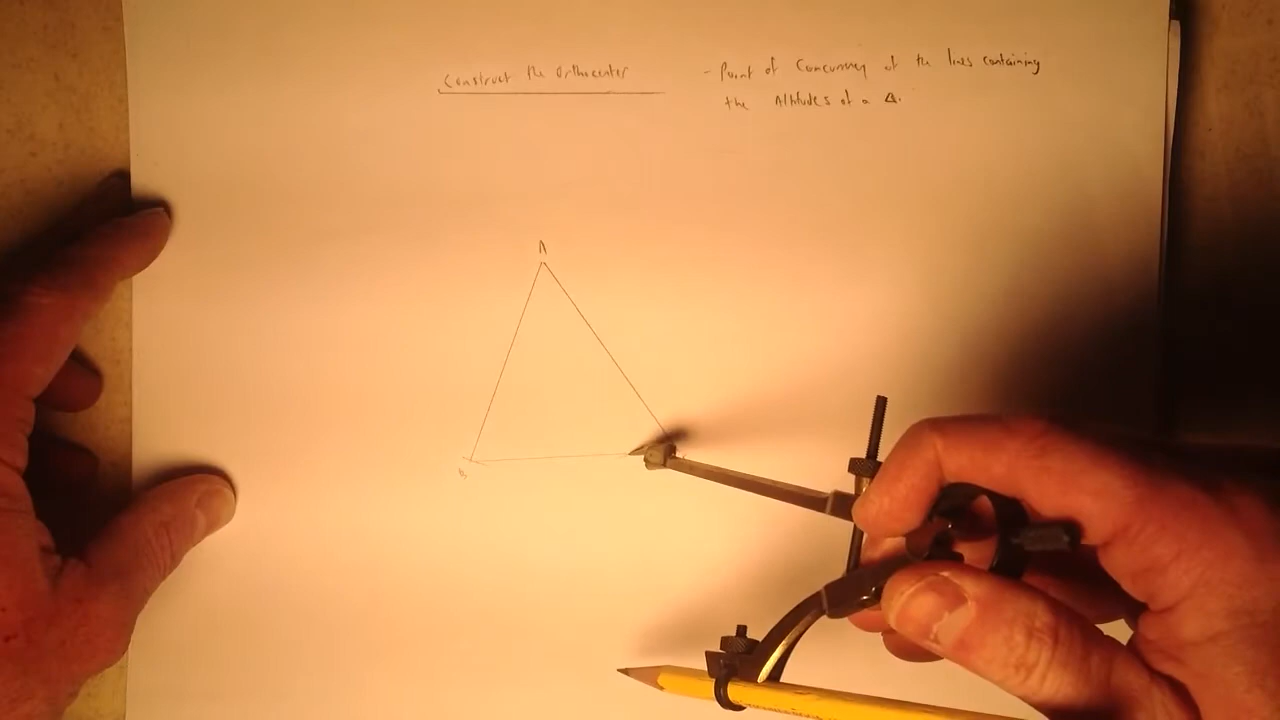 Construct the Orthocenter
- Point of Concurrency of the lines containing
the Altitudes of a Δ.
A
B